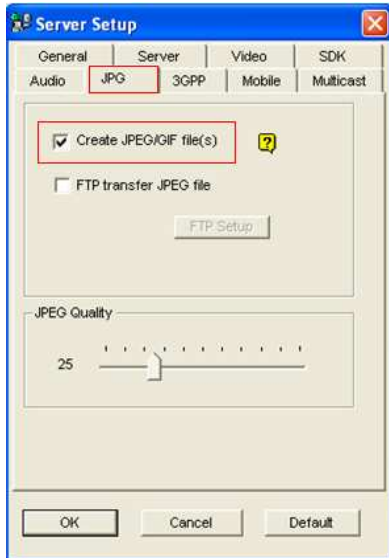 Server Setup
General Server Video SDK
Audio JPG 3GPP Mobile Multicast
Create JPEG/GIF file(s) ?
FTP transfer JPEG file
FTP Setup
JPEG Quality
25
OK Cancel Default